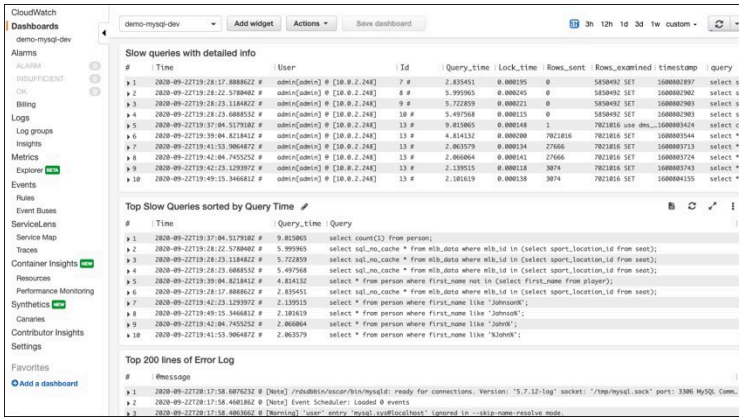 CloudWatch
Dashboards
demo-mysql-dev
Alarms
ALARM 0
INSUFFICIENT 0
OK 0
Billing
Logs
Log groups
Insights
Metrics
Explorer BETA
Events
Rules
Event Buses
ServiceLens
Service Map
Traces
Container Insights NEW
Resources
Performance Monitoring
Synthetics NEW
Canaries
Contributor Insights
Settings
Favorites
Add a dashboard
demo-mysql-dev Add widget Actions Save dashboard 1h 3h 12h 1d 3d 1w custom
Slow queries with detailed info
# Time User Id Query_time Lock_time Rows_sent Rows_examined timestamp query
1 2020-09-22T19:28:17.808862Z # admin[admin] @ [10.0.2.248] 7 # 2.835451 0.000195 0 5850492 SET 1600802897 select s
2 2020-09-22T19:28:22.578040Z # admin[admin] @ [10.0.2.248] 8 # 5.995965 0.000245 0 5850492 SET 1600802902 select s
3 2020-09-22T19:28:23.118482Z # admin[admin] @ [10.0.2.248] 9 # 5.722859 0.000221 0 5850492 SET 1600802903 select s
4 2020-09-22T19:28:23.608853Z # admin[admin] @ [10.0.2.248] 10 # 5.497568 0.000115 0 5850492 SET 1600802903 select s
5 2020-09-22T19:37:04.517910Z # admin[admin] @ [10.0.2.248] 13 # 9.015065 0.000148 1 7021016 use dms_... 1600803424 select c
6 2020-09-22T19:39:04.821841Z # admin[admin] @ [10.0.2.248] 13 # 4.814132 0.000200 7021016 7021016 SET 1600803544 select *
7 2020-09-22T19:41:53.906487Z # admin[admin] @ [10.0.2.248] 13 # 2.063579 0.000134 27666 7021016 SET 1600803713 select *
8 2020-09-22T19:42:04.745525Z # admin[admin] @ [10.0.2.248] 13 # 2.066064 0.000141 27666 7021016 SET 1600803724 select *
9 2020-09-22T19:42:23.129397Z # admin[admin] @ [10.0.2.248] 13 # 2.139515 0.000118 3074 7021016 SET 1600803743 select *
10 2020-09-22T19:49:15.346681Z # admin[admin] @ [10.0.2.248] 13 # 2.101619 0.000138 3074 7021016 SET 1600804155 select *
Top Slow Queries sorted by Query Time
# Time Query_time Query
1 2020-09-22T19:37:04.517910Z # 9.015065 select count(1) from person;
2 2020-09-22T19:28:22.578040Z # 5.995965 select sql_no_cache * from mlb_data where mlb_id in (select sport_location_id from seat);
3 2020-09-22T19:28:23.118482Z # 5.722859 select sql_no_cache * from mlb_data where mlb_id in (select sport_location_id from seat);
4 2020-09-22T19:28:23.608853Z # 5.497568 select sql_no_cache * from mlb_data where mlb_id in (select sport_location_id from seat);
5 2020-09-22T19:39:04.821841Z # 4.814132 select * from person where first_name not in (select first_name from player);
6 2020-09-22T19:28:17.808862Z # 2.835451 select sql_no_cache * from mlb_data where mlb_id in (select sport_location_id from seat);
7 2020-09-22T19:42:23.129397Z # 2.139515 select * from person where first_name like 'Johnson%';
8 2020-09-22T19:49:15.346681Z # 2.101619 select * from person where first_name like 'Johnso%';
9 2020-09-22T19:42:04.745525Z # 2.066064 select * from person where first_name like 'John%';
10 2020-09-22T19:41:53.906487Z # 2.063579 select * from person where first_name like '%John%';
Top 200 lines of Error Log
# @message
1 2020-09-22T20:17:58.607623Z 0 [Note] /rdsdbbin/oscar/bin/mysqld: ready for connections. Version: '5.7.12-log' socket: '/tmp/mysql.sock' port: 3306 MySQL Comm...
2 2020-09-22T20:17:58.460186Z 0 [Note] Event Scheduler: Loaded 0 events
3 2020-09-22T20:17:58.406366Z 0 [Warning] 'user' entry 'mysql.sys@localhost' ignored in --skip-name-resolve mode.